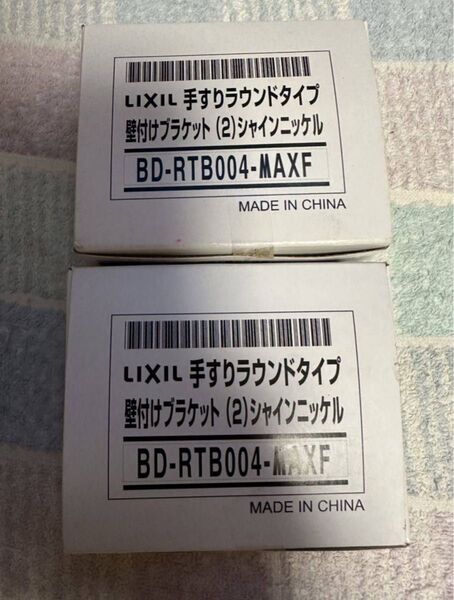 LIXIL 手すりラウンドタイプ
壁付けブラケット(2)シャインニッケル
BD-RTB004-MAXF
MADE IN CHINA
LIXIL 手すりラウンドタイプ
壁付けブラケット(2)シャインニッケル
BD-RTB004-MAXF
MADE IN CHINA